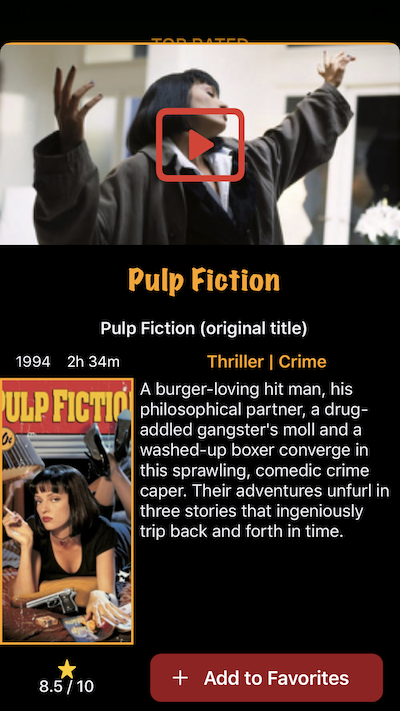 TOP RATED
Pulp Fiction
Pulp Fiction (original title)
1994 2h 34m
Thriller | Crime
PULP FICTIO
A burger-loving hit man, his
philosophical partner, a drug-
addled gangster's moll and a
washed-up boxer converge in
this sprawling, comedic crime
caper. Their adventures unfurl in
three stories that ingeniously
trip back and forth in time.
8.5 / 10
+ Add to Favorites